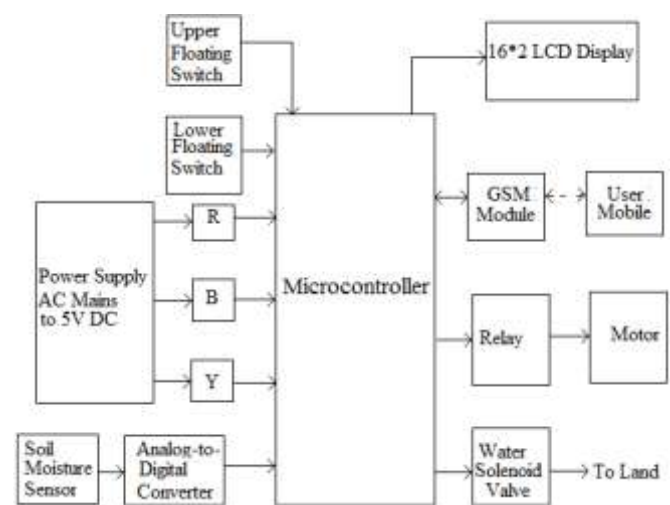 Upper
Floating
Switch
16*2 LCD Display
Lower
Floating
Switch
GSM
Module
User
Mobile
R
Power Supply
AC Mains
to 5V DC
B
Microcontroller
Relay
Motor
Y
Soil
Moisture
Sensor
Analog-to-
Digital
Converter
Water
Solenoid
Valve
To Land